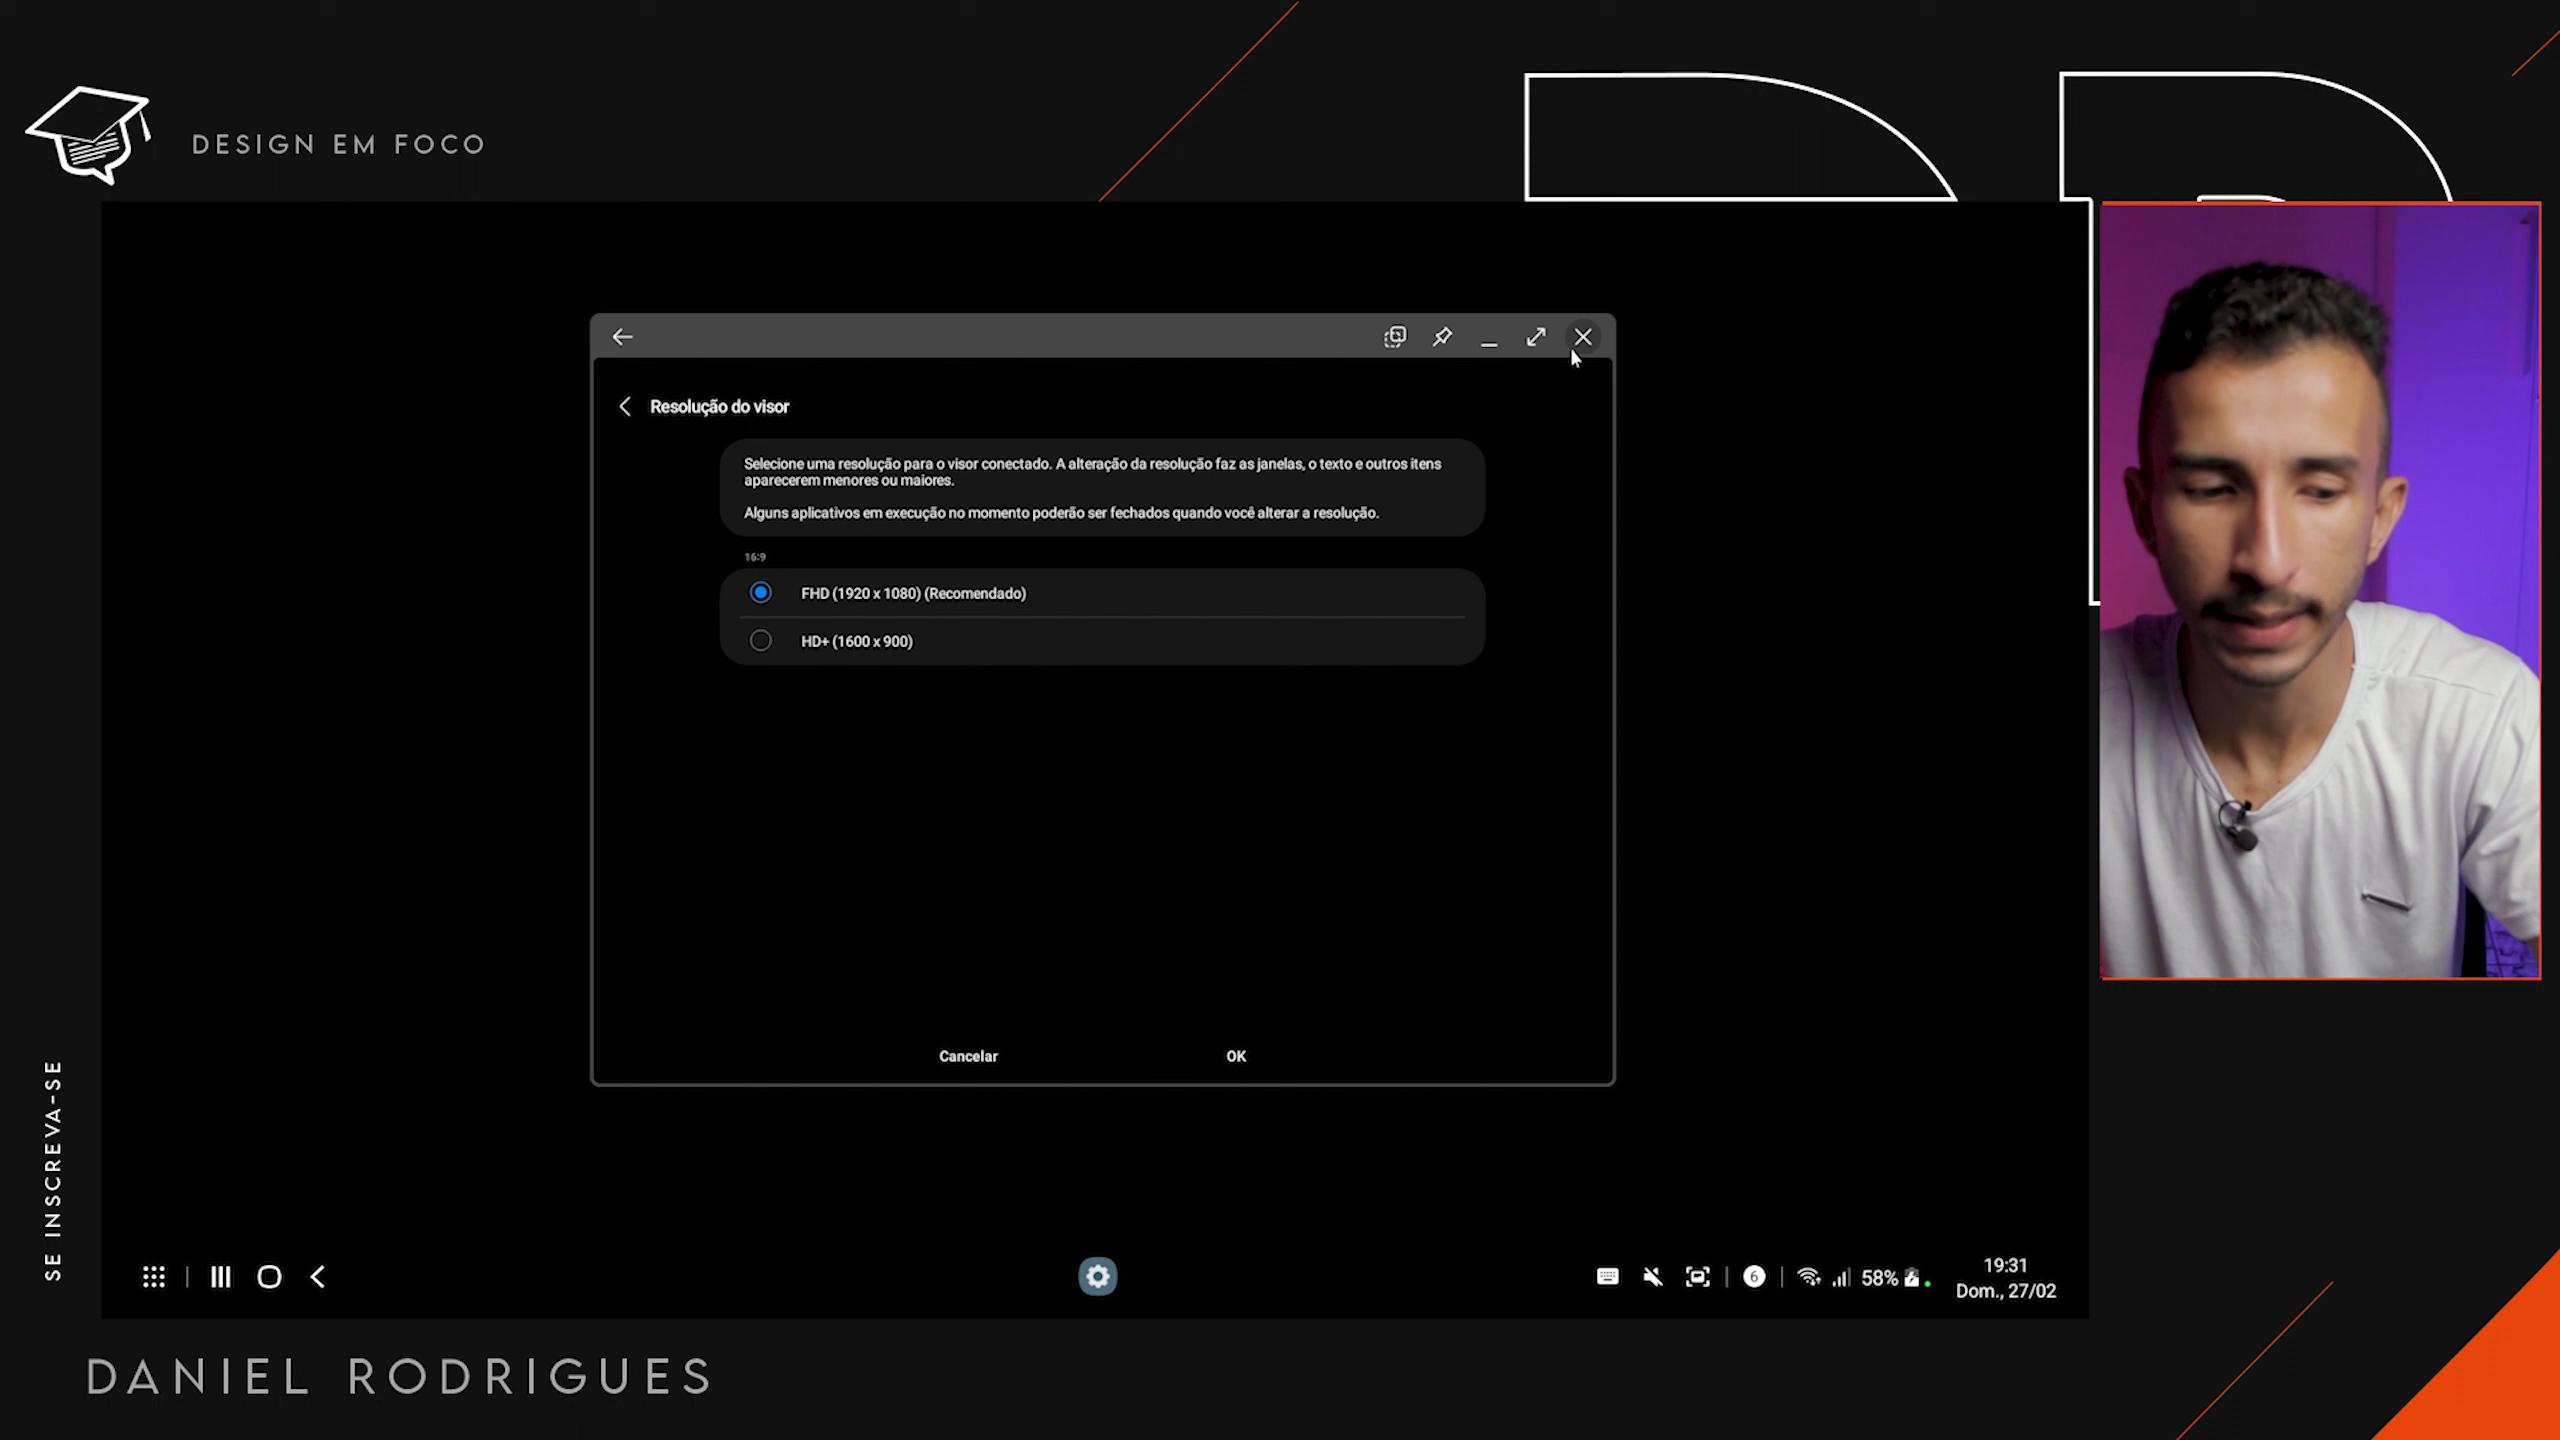 DESIGN EM FOCO
Resolução do visor
Selecione uma resolução para o visor conectado. A alteração da resolução faz as janelas, o texto e outros itens
aparecerem menores ou maiores.
Alguns aplicativos em execução no momento poderão ser fechados quando você alterar a resolução.
16:9
FHD (1920 x 1080) (Recomendado)
HD+ (1600 x 900)
Cancelar
OK
SE INSCREVA-SE
6
58%
19:31
Dom., 27/02
DANIEL RODRIGUES